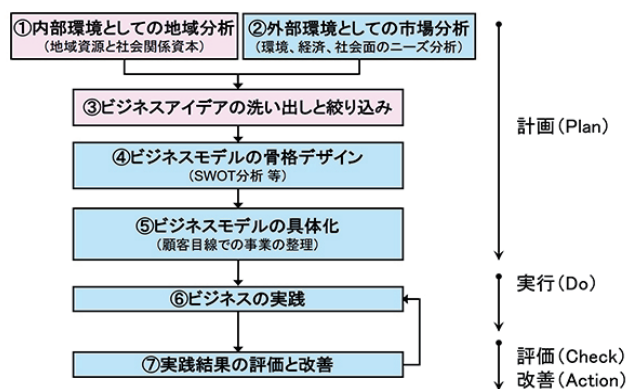 ①内部環境としての地域分析
(地域資源と社会関係資本)
②外部環境としての市場分析
(環境、経済、社会面のニーズ分析)
③ビジネスアイデアの洗い出しと絞り込み
④ビジネスモデルの骨格デザイン
(SWOT分析 等)
⑤ビジネスモデルの具体化
(顧客目線での事業の整理)
⑥ビジネスの実践
⑦実践結果の評価と改善
計画(Plan)
実行(Do)
評価(Check)
改善(Action)